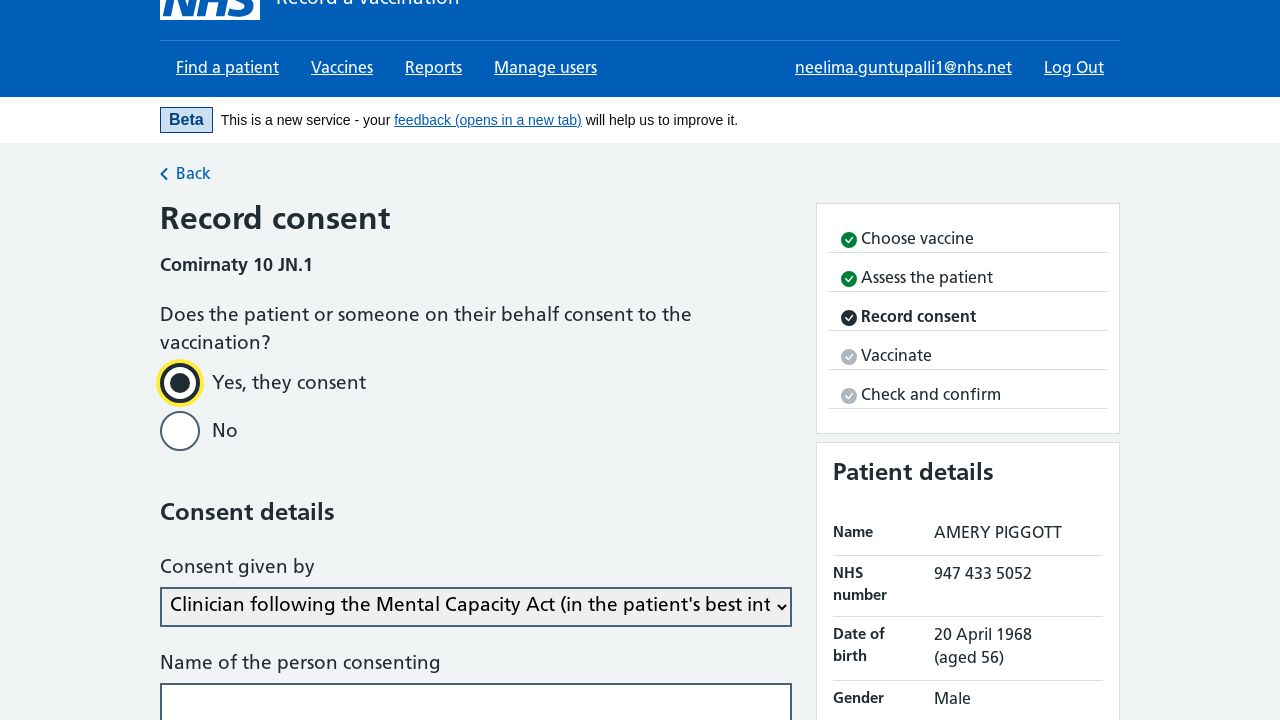 NHS Record a vaccination
Find a patient Vaccines Reports Manage users neelima.guntupalli1@nhs.net Log Out
Beta This is a new service - your feedback (opens in a new tab) will help us to improve it.
Back
Record consent
Comirnaty 10 JN.1
Does the patient or someone on their behalf consent to the
vaccination?
Yes, they consent
No
Consent details
Consent given by
Clinician following the Mental Capacity Act (in the patient's best int
Name of the person consenting
Choose vaccine
Assess the patient
Record consent
Vaccinate
Check and confirm
Patient details
Name AMERY PIGGOTT
NHS number 947 433 5052
Date of birth 20 April 1968 (aged 56)
Gender Male